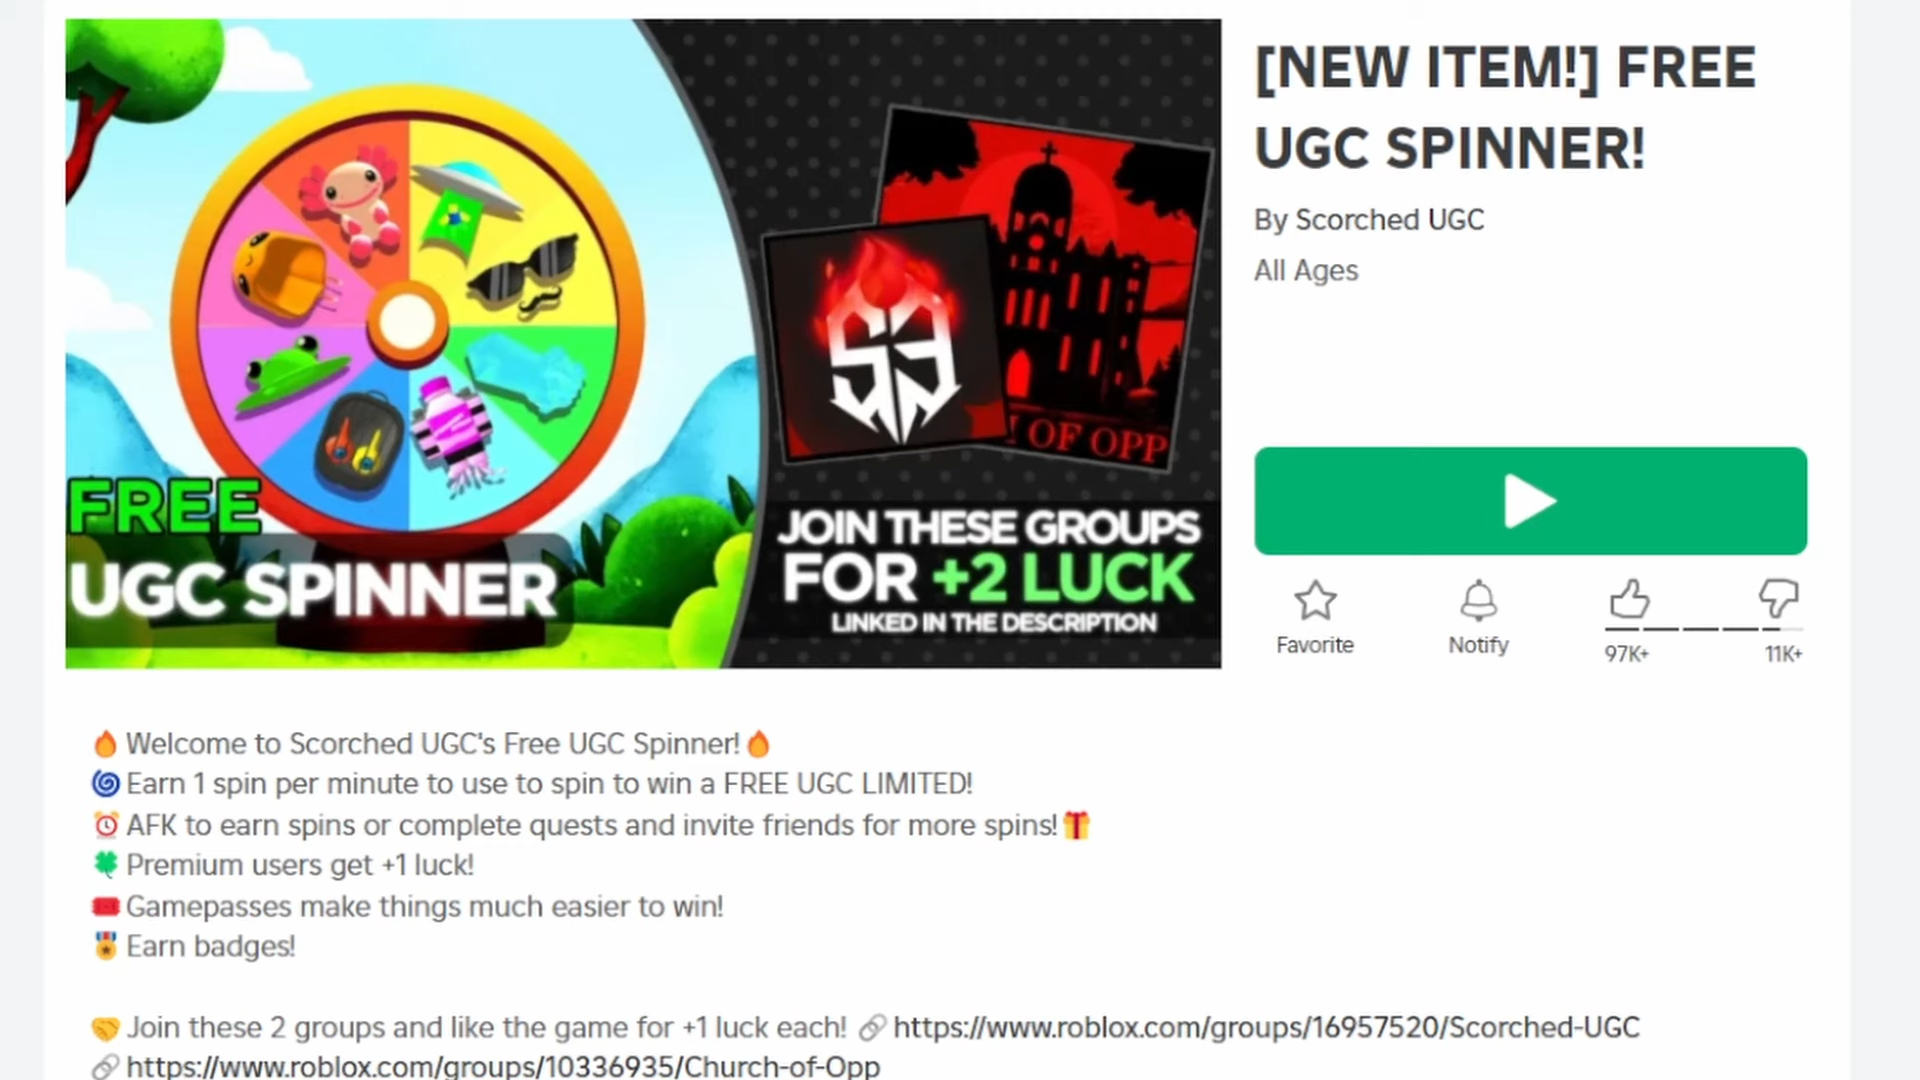 [NEW ITEM!] FREE
UGC SPINNER!
By Scorched UGC
All Ages
FREE
UGC SPINNER
OF OPP
JOIN THESE GROUPS
FOR +2 LUCK
LINKED IN THE DESCRIPTION
Favorite
Notify
97K+
11K+
🔥 Welcome to Scorched UGC's Free UGC Spinner! 🔥
🌀 Earn 1 spin per minute to use to spin to win a FREE UGC LIMITED!
⏰ AFK to earn spins or complete quests and invite friends for more spins! 🎁
🍀 Premium users get +1 luck!
🎟️ Gamepasses make things much easier to win!
🏅 Earn badges!
🤝 Join these 2 groups and like the game for +1 luck each! 🔗 https://www.roblox.com/groups/16957520/Scorched-UGC
🔗 https://www.roblox.com/groups/10336935/Church-of-Opp